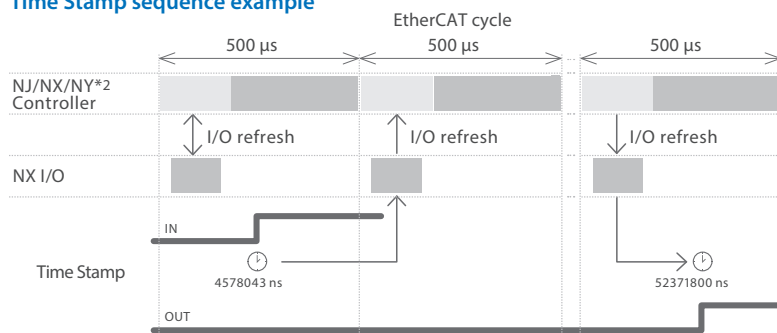 Time Stamp sequence example
EtherCAT cycle
500 µs
500 µs
...
500 µs
NJ/NX/NY*2
Controller
...
I/O refresh
I/O refresh
...
I/O refresh
NX I/O
...
IN
Time Stamp
4578043 ns
52371800 ns
OUT